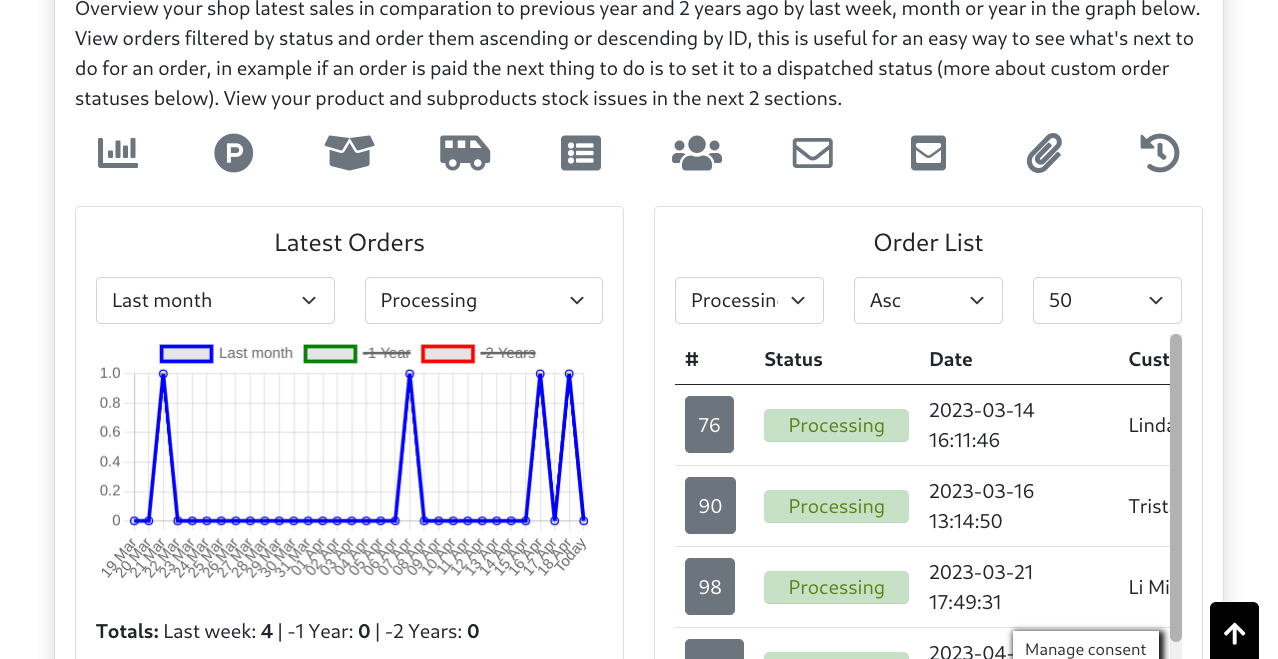 Overview your shop latest sales in comparation to previous year and 2 years ago by last week, month or year in the graph below.
View orders filtered by status and order them ascending or descending by ID, this is useful for an easy way to see what's next to
do for an order, in example if an order is paid the next thing to do is to set it to a dispatched status (more about custom order
statuses below). View your product and subproducts stock issues in the next 2 sections.
P
Latest Orders
Last month
Processing
Last month -1 Year -2 Years
1.0
0.8
0.6
0.4
0.2
0
19 Mar
20 Mar
21 Mar
22 Mar
23 Mar
24 Mar
25 Mar
26 Mar
27 Mar
28 Mar
29 Mar
30 Mar
31 Mar
01 Apr
02 Apr
03 Apr
04 Apr
05 Apr
06 Apr
07 Apr
08 Apr
09 Apr
10 Apr
11 Apr
12 Apr
13 Apr
14 Apr
15 Apr
16 Apr
17 Apr
18 Apr
Today
Totals: Last week: 4 | -1 Year: 0 | -2 Years: 0
Order List
Processin
Asc
50
# Status Date Cust
76 Processing 2023-03-14
16:11:46 Linda
90 Processing 2023-03-16
13:14:50 Trist
98 Processing 2023-03-21
17:49:31 Li Mi
2023-04-
Manage consent